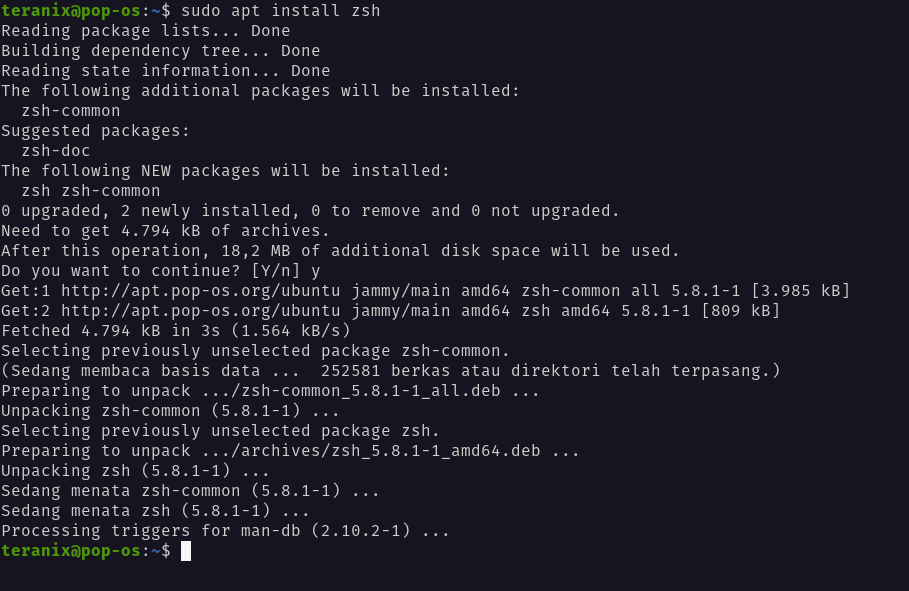 teranix@pop-os:~$ sudo apt install zsh
Reading package lists... Done
Building dependency tree... Done
Reading state information... Done
The following additional packages will be installed:
  zsh-common
Suggested packages:
  zsh-doc
The following NEW packages will be installed:
  zsh zsh-common
0 upgraded, 2 newly installed, 0 to remove and 0 not upgraded.
Need to get 4.794 kB of archives.
After this operation, 18,2 MB of additional disk space will be used.
Do you want to continue? [Y/n] y
Get:1 http://apt.pop-os.org/ubuntu jammy/main amd64 zsh-common all 5.8.1-1 [3.985 kB]
Get:2 http://apt.pop-os.org/ubuntu jammy/main amd64 zsh amd64 5.8.1-1 [809 kB]
Fetched 4.794 kB in 3s (1.564 kB/s)
Selecting previously unselected package zsh-common.
(Sedang membaca basis data ...  252581 berkas atau direktori telah terpasang.)
Preparing to unpack .../zsh-common_5.8.1-1_all.deb ...
Unpacking zsh-common (5.8.1-1) ...
Selecting previously unselected package zsh.
Preparing to unpack .../archives/zsh_5.8.1-1_amd64.deb ...
Unpacking zsh (5.8.1-1) ...
Sedang menata zsh-common (5.8.1-1) ...
Sedang menata zsh (5.8.1-1) ...
Processing triggers for man-db (2.10.2-1) ...
teranix@pop-os:~$